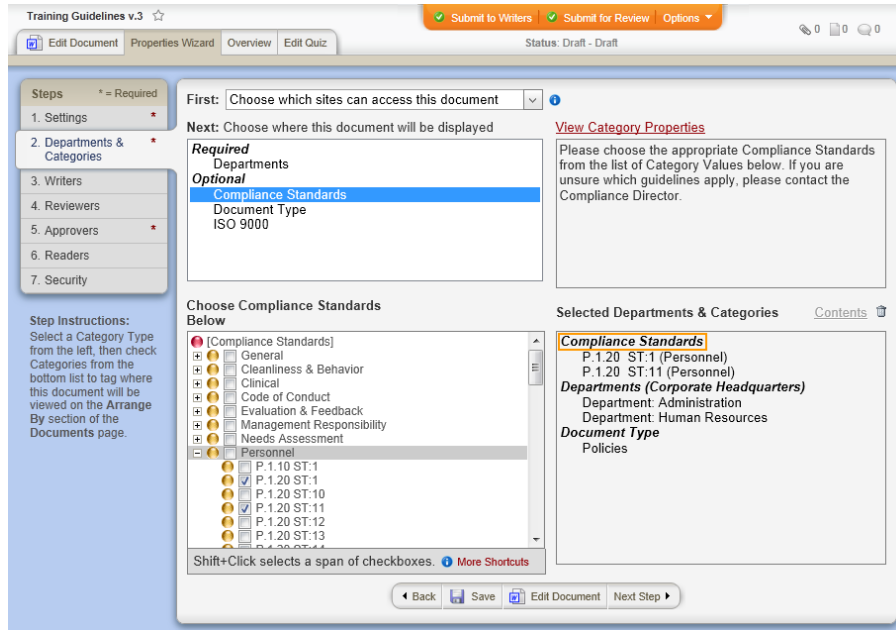 Training Guidelines v.3
Submit to Writers
Submit for Review
Options
0
0
0
Edit Document
Properties Wizard
Overview
Edit Quiz
Status: Draft - Draft
Steps * = Required
1. Settings *
2. Departments & *
Categories
3. Writers
4. Reviewers
5. Approvers *
6. Readers
7. Security
Step Instructions:
Select a Category Type
from the left, then check
Categories from the
bottom list to tag where
this document will be
viewed on the Arrange
By section of the
Documents page.
First: Choose which sites can access this document
Next: Choose where this document will be displayed
Required
Departments
Optional
Compliance Standards
Document Type
ISO 9000
View Category Properties
Please choose the appropriate Compliance Standards
from the list of Category Values below. If you are
unsure which guidelines apply, please contact the
Compliance Director.
Choose Compliance Standards
Below
[Compliance Standards]
General
Cleanliness & Behavior
Clinical
Code of Conduct
Evaluation & Feedback
Management Responsibility
Needs Assessment
Personnel
P.1.10 ST:1
P.1.20 ST:1
P.1.20 ST:10
P.1.20 ST:11
P.1.20 ST:12
P.1.20 ST:13
P.1.20 ST:14
Shift+Click selects a span of checkboxes. More Shortcuts
Selected Departments & Categories
Contents
Compliance Standards
P.1.20 ST:1 (Personnel)
P.1.20 ST:11 (Personnel)
Departments (Corporate Headquarters)
Department: Administration
Department: Human Resources
Document Type
Policies
Back
Save
Edit Document
Next Step